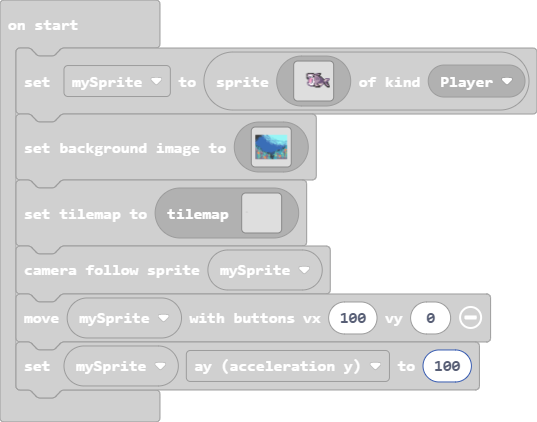 on start
set mySprite to sprite of kind Player
set background image to
set tilemap to tilemap
camera follow sprite mySprite
move mySprite with buttons vx 100 vy 0
set mySprite ay (acceleration y) to 100